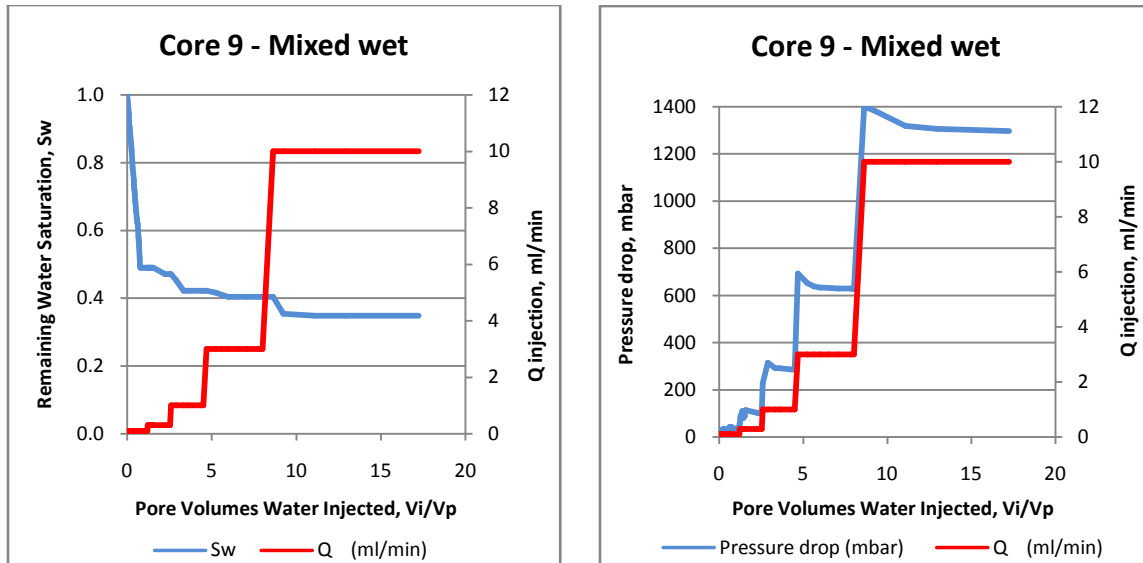 Core 9 - Mixed wet
Remaining Water Saturation, Sw
1.0
0.8
0.6
0.4
0.2
0.0
12
10
8
6
4
2
0
Q injection, ml/min
0 5 10 15 20
Pore Volumes Water Injected, Vi/Vp
Sw Q (ml/min)
Core 9 - Mixed wet
Pressure drop, mbar
1400
1200
1000
800
600
400
200
0
12
10
8
6
4
2
0
Q injection, ml/min
0 5 10 15 20
Pore Volumes Water Injected, Vi/Vp
Pressure drop (mbar) Q (ml/min)